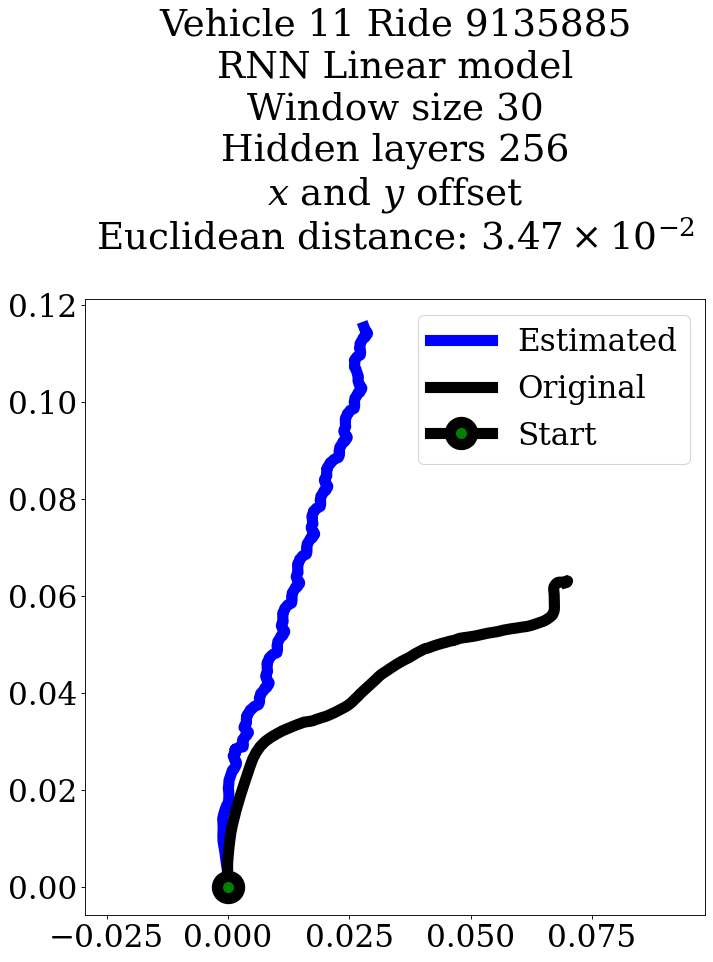 Vehicle 11 Ride 9135885
RNN Linear model
Window size 30
Hidden layers 256
x and y offset
Euclidean distance: 3.47 × 10⁻²
0.12
0.10
0.08
0.06
0.04
0.02
0.00
Estimated
Original
Start
−0.025 0.000 0.025 0.050 0.075